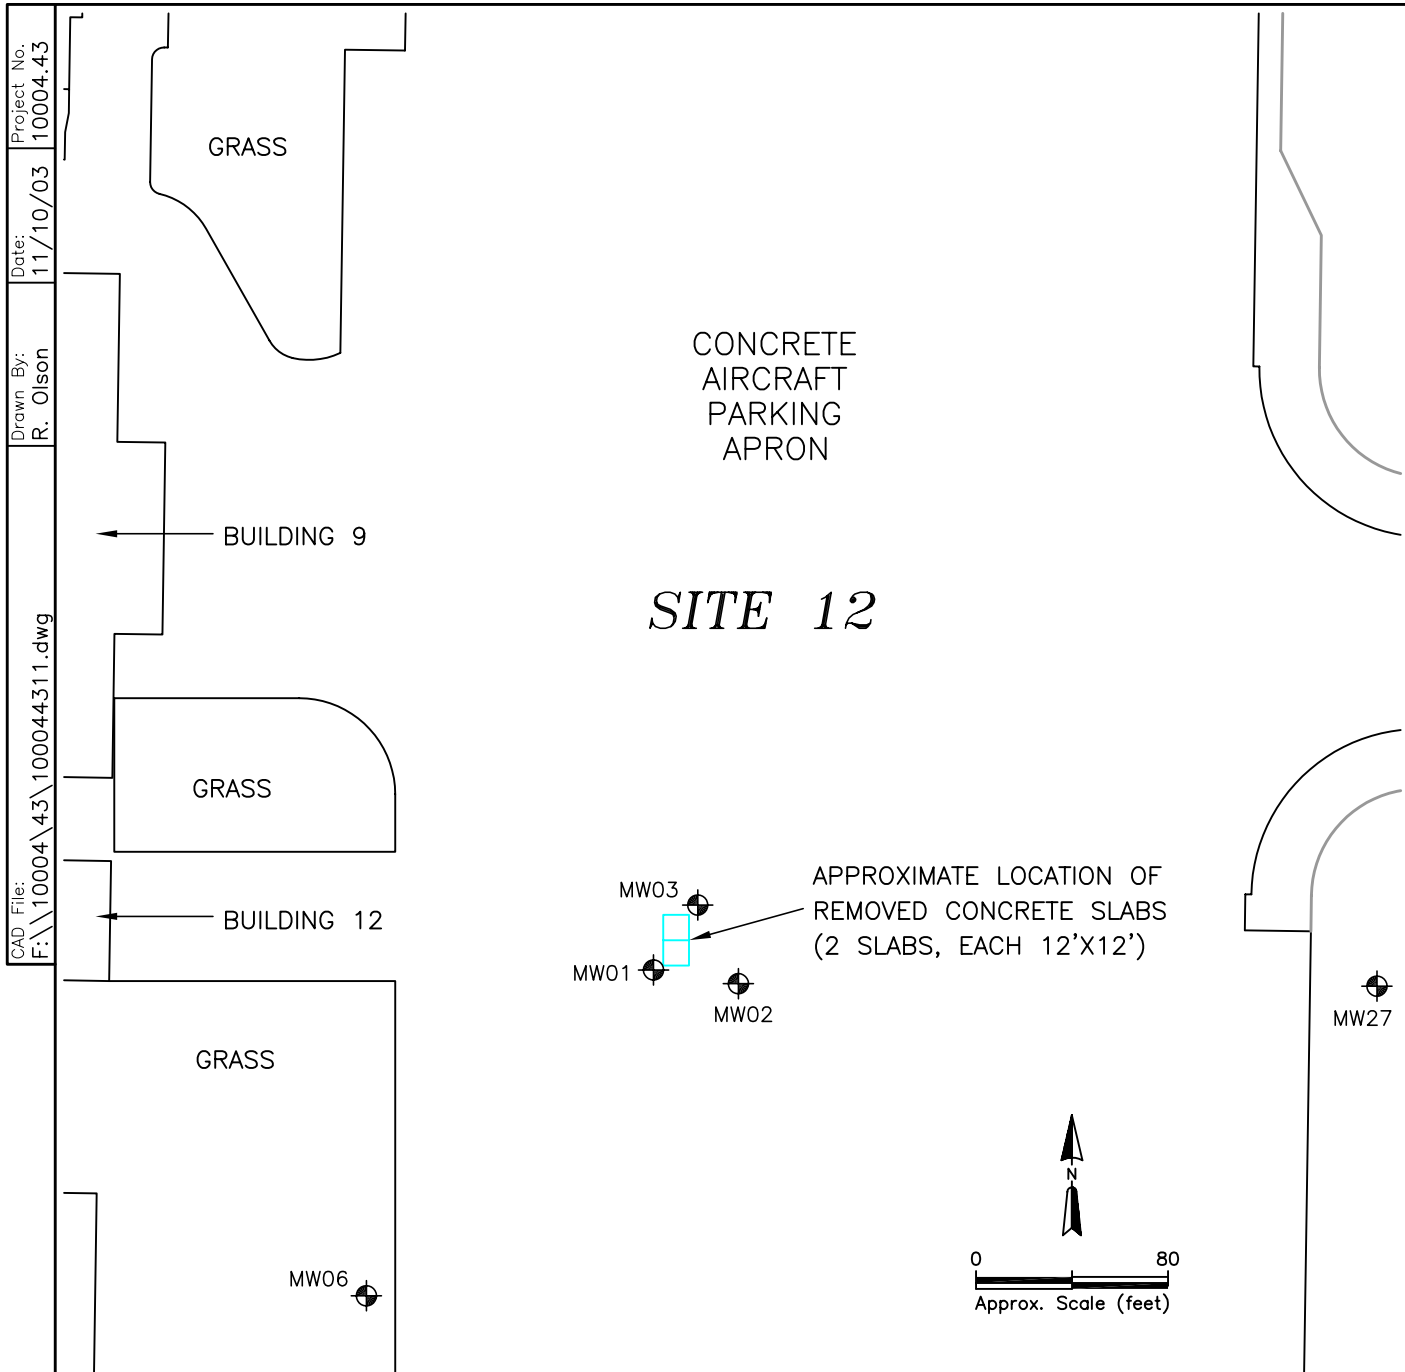 Project No.
10004.43
Date:
11/10/03
Drawn By:
R. Olson
CAD File:
F:\\10004\43\100044311.dwg
GRASS
CONCRETE
AIRCRAFT
PARKING
APRON
BUILDING 9
SITE 12
GRASS
APPROXIMATE LOCATION OF
REMOVED CONCRETE SLABS
(2 SLABS, EACH 12'X12')
MW03
BUILDING 12
MW01
MW02
MW27
GRASS
N
MW06
0 80
Approx. Scale (feet)